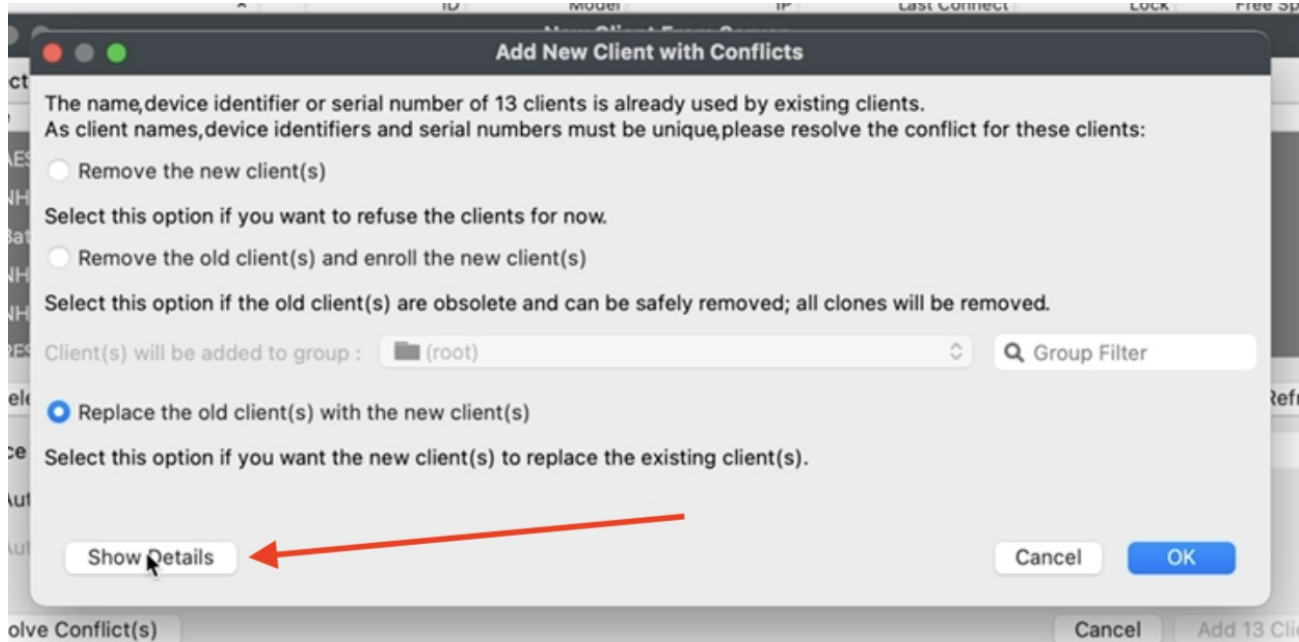 ID Model IP Last Connect Lock Free Sp
New Client From Server
Add New Client with Conflicts
The name,device identifier or serial number of 13 clients is already used by existing clients.
As client names,device identifiers and serial numbers must be unique,please resolve the conflict for these clients:
Remove the new client(s)
Select this option if you want to refuse the clients for now.
Remove the old client(s) and enroll the new client(s)
Select this option if the old client(s) are obsolete and can be safely removed; all clones will be removed.
Client(s) will be added to group : (root) Group Filter
Replace the old client(s) with the new client(s)
Select this option if you want the new client(s) to replace the existing client(s).
Show Details Cancel OK
olve Conflict(s) Cancel Add 13 Clie